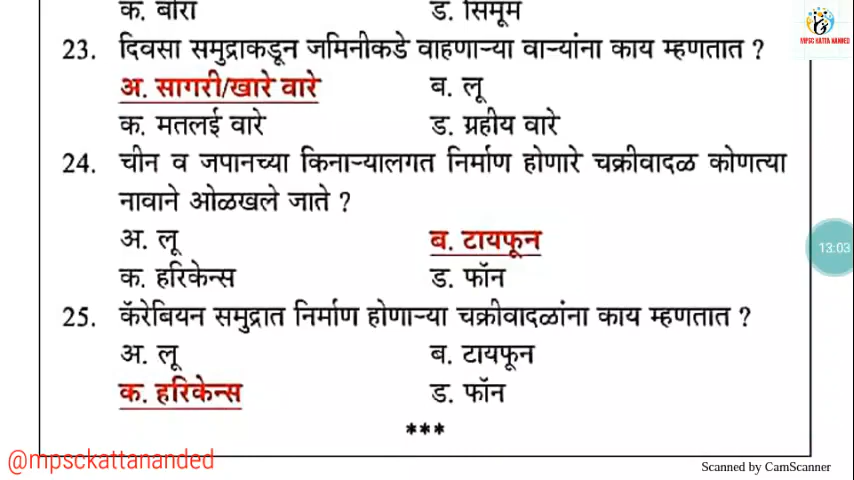 क. बोरा ड. सिमूम
MPSC KATTA NANDED
23. दिवसा समुद्राकडून जमिनीकडे वाहणाऱ्या वाऱ्यांना काय म्हणतात ?
अ. सागरी/खारे वारे ब. लू
क. मतलई वारे ड. ग्रहीय वारे
24. चीन व जपानच्या किनाऱ्यालगत निर्माण होणारे चक्रीवादळ कोणत्या
नावाने ओळखले जाते ?
अ. लू ब. टायफून
क. हरिकेन्स ड. फॉन
13:03
25. कॅरेबियन समुद्रात निर्माण होणाऱ्या चक्रीवादळांना काय म्हणतात ?
अ. लू ब. टायफून
क. हरिकेन्स ड. फॉन
***
@mpsckattananded
Scanned by CamScanner